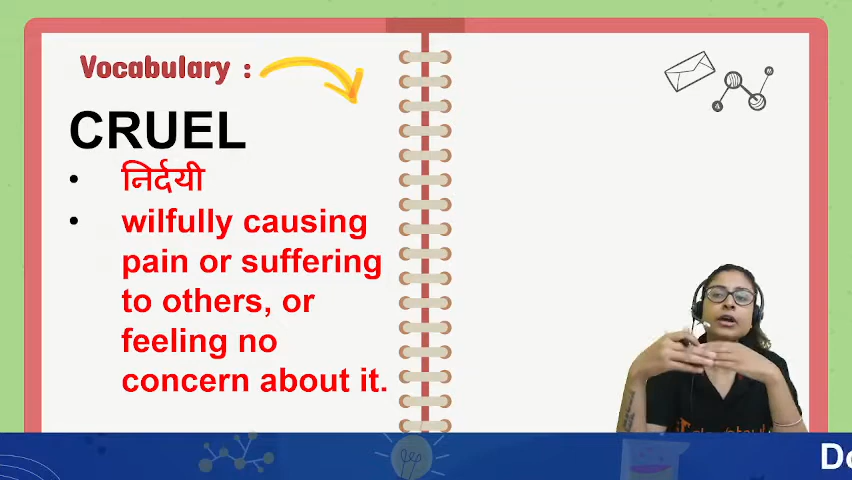 Vocabulary :
CRUEL
• निर्दयी
• wilfully causing
pain or suffering
to others, or
feeling no
concern about it.